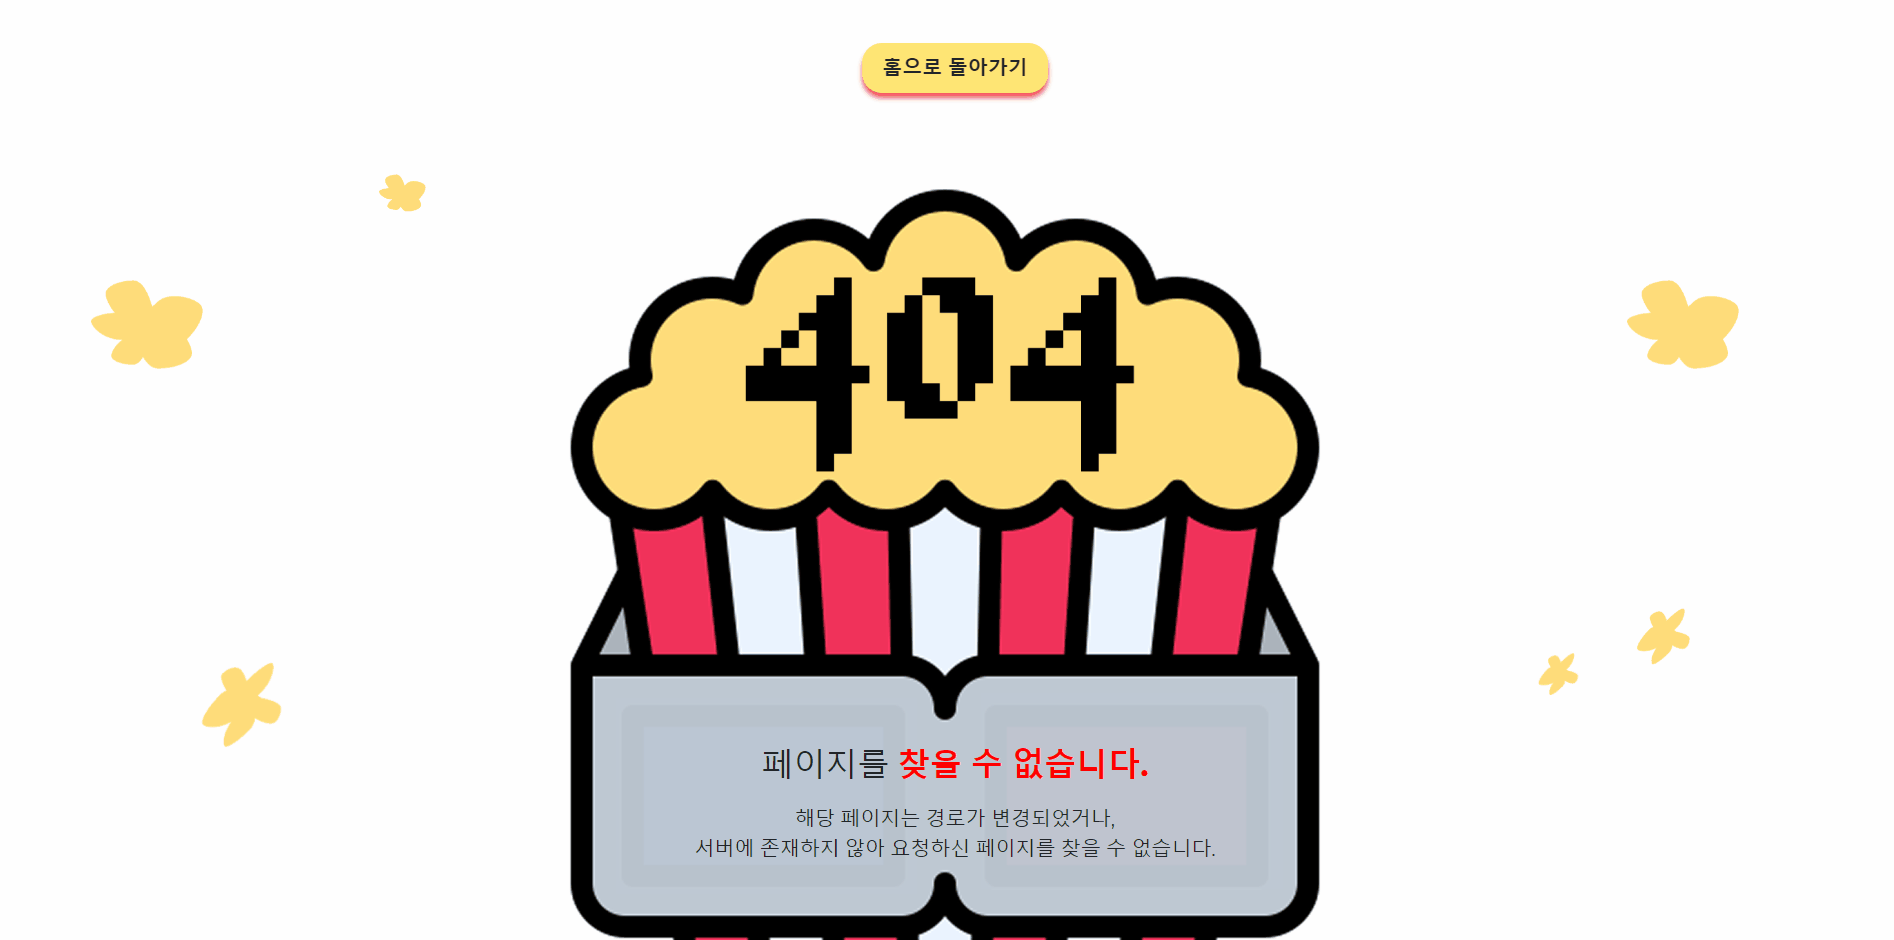 홈으로 돌아가기
404
페이지를 찾을 수 없습니다.
해당 페이지는 경로가 변경되었거나,
서버에 존재하지 않아 요청하신 페이지를 찾을 수 없습니다.